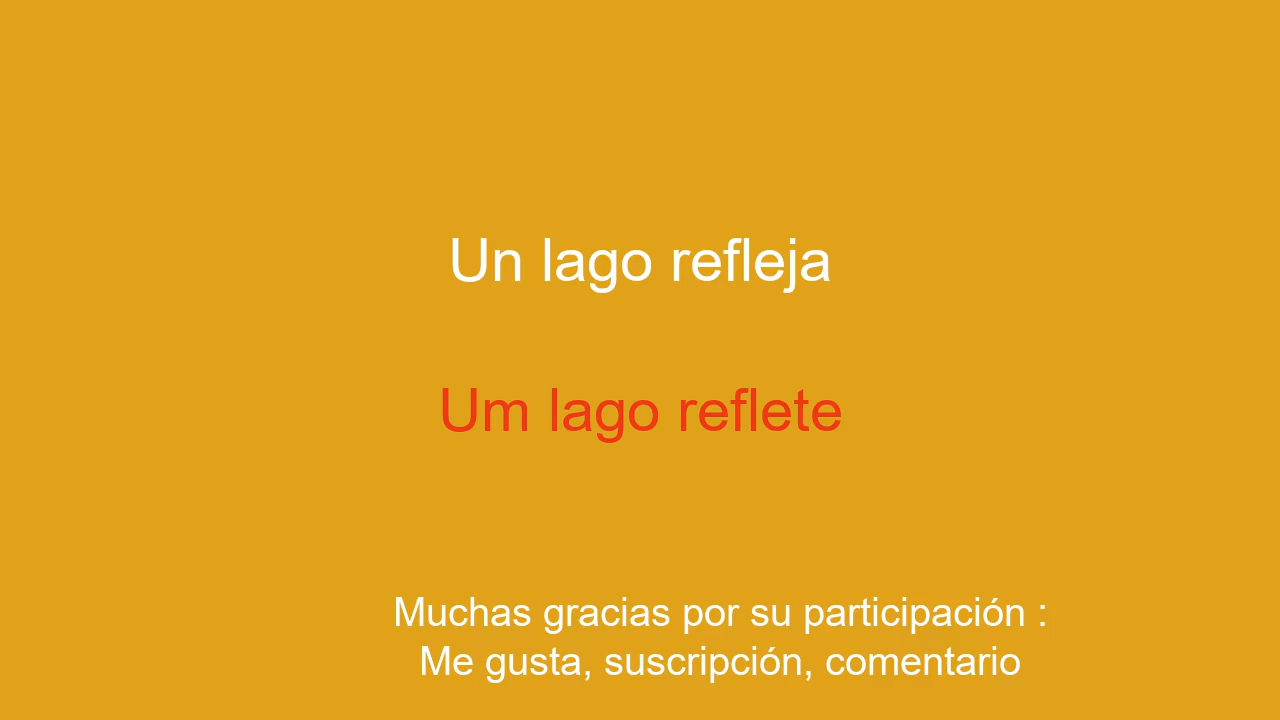 Un lago refleja
Um lago reflete
Muchas gracias por su participación :
Me gusta, suscripción, comentario